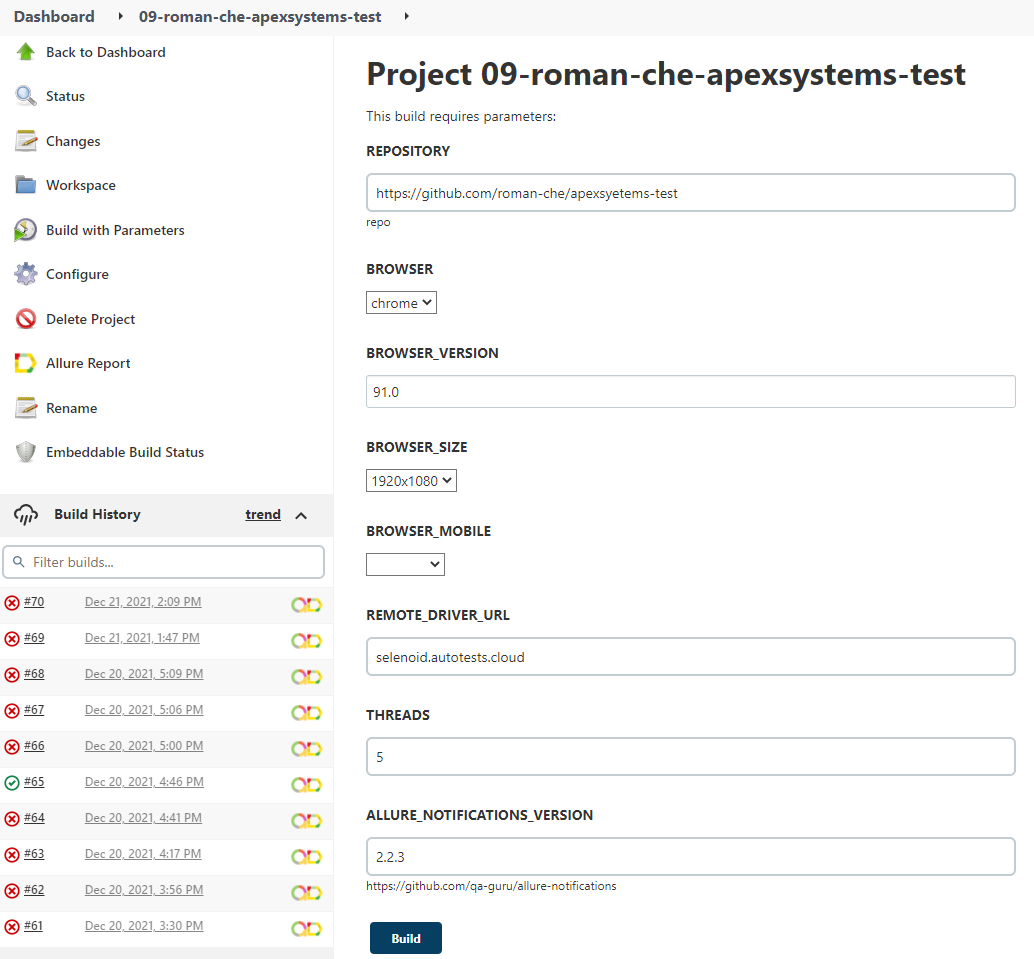 Dashboard 09-roman-che-apexsystems-test
Back to Dashboard
Status
Changes
Workspace
Build with Parameters
Configure
Delete Project
Allure Report
Rename
Embeddable Build Status
Build History trend
Filter builds...
#70 Dec 21, 2021, 2:09 PM
#69 Dec 21, 2021, 1:47 PM
#68 Dec 20, 2021, 5:09 PM
#67 Dec 20, 2021, 5:06 PM
#66 Dec 20, 2021, 5:00 PM
#65 Dec 20, 2021, 4:46 PM
#64 Dec 20, 2021, 4:41 PM
#63 Dec 20, 2021, 4:17 PM
#62 Dec 20, 2021, 3:56 PM
#61 Dec 20, 2021, 3:30 PM
Project 09-roman-che-apexsystems-test
This build requires parameters:
REPOSITORY
https://github.com/roman-che/apexsyetems-test
repo
BROWSER
chrome
BROWSER_VERSION
91.0
BROWSER_SIZE
1920x1080
BROWSER_MOBILE
REMOTE_DRIVER_URL
selenoid.autotests.cloud
THREADS
5
ALLURE_NOTIFICATIONS_VERSION
2.2.3
https://github.com/qa-guru/allure-notifications
Build